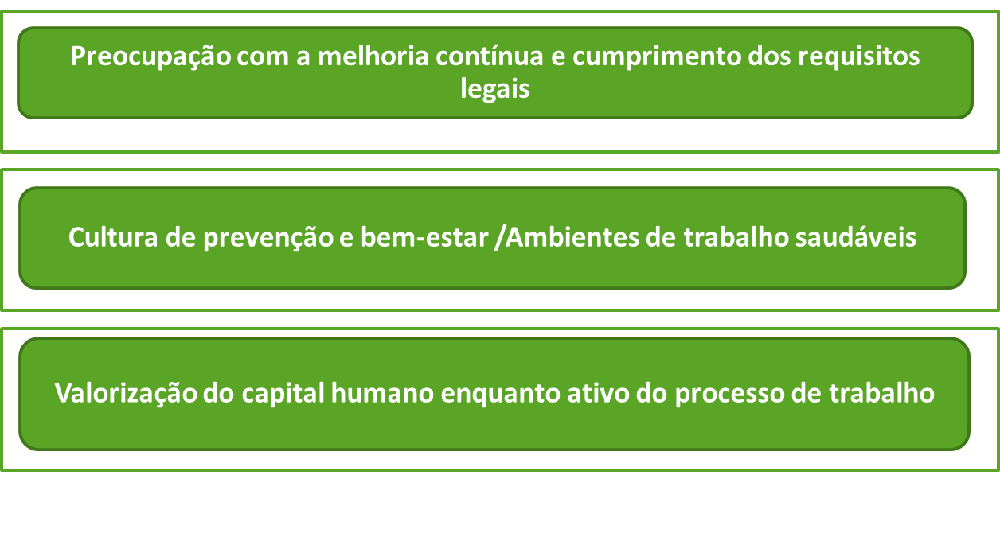 Preocupação com a melhoria contínua e cumprimento dos requisitos
legais
Cultura de prevenção e bem-estar /Ambientes de trabalho saudáveis
Valorização do capital humano enquanto ativo do processo de trabalho